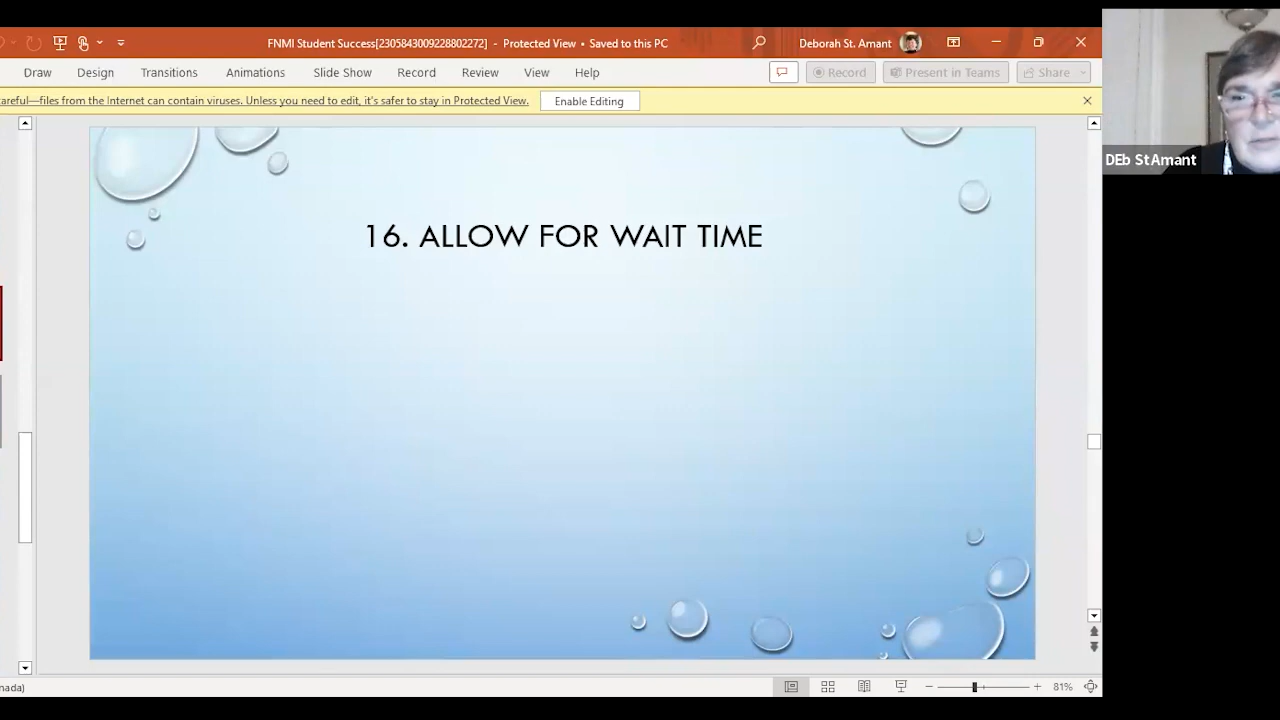 FNMI Student Success[2305843009228802272] - Protected View • Saved to this PC
Deborah St. Amant
Draw Design Transitions Animations Slide Show Record Review View Help
Record Present in Teams Share
careful—files from the Internet can contain viruses. Unless you need to edit, it's safer to stay in Protected View. Enable Editing
DEb StAmant
16. ALLOW FOR WAIT TIME
nada)
81%